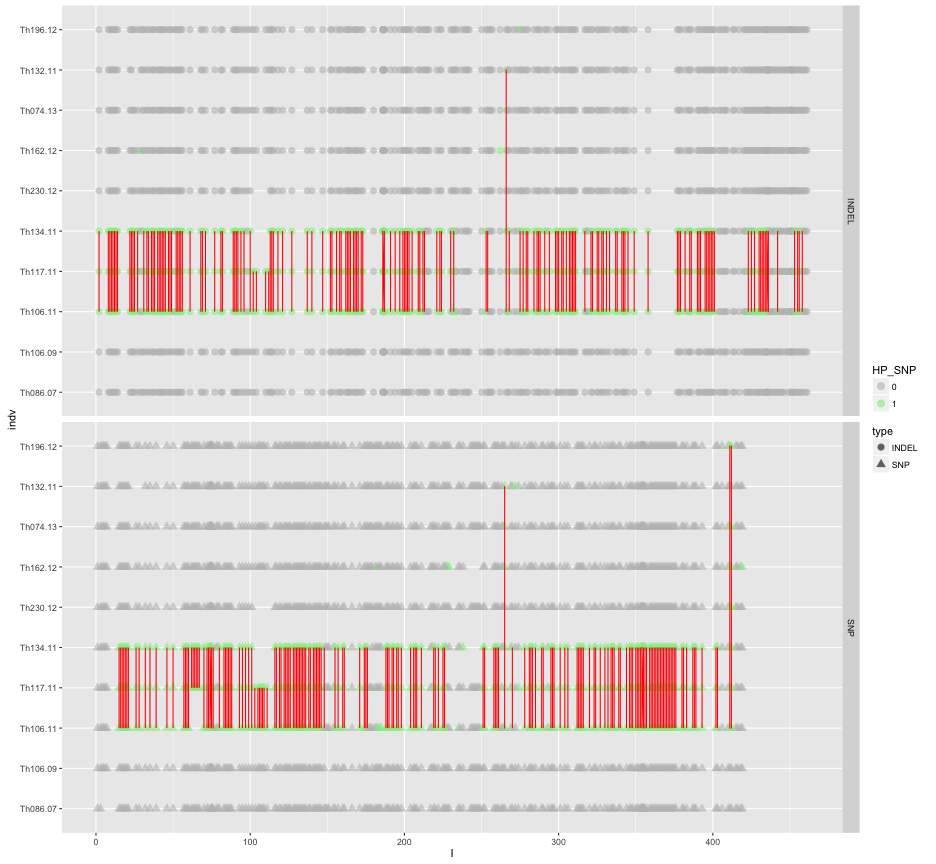 Th196.12
Th132.11
Th074.13
Th162.12
Th230.12
Th134.11
Th117.11
Th106.11
Th106.09
Th086.07
INDEL
indv
Th196.12
Th132.11
Th074.13
Th162.12
Th230.12
Th134.11
Th117.11
Th106.11
Th106.09
Th086.07
SNP
0
100
200
300
400
I
HP_SNP
0
1
type
INDEL
SNP